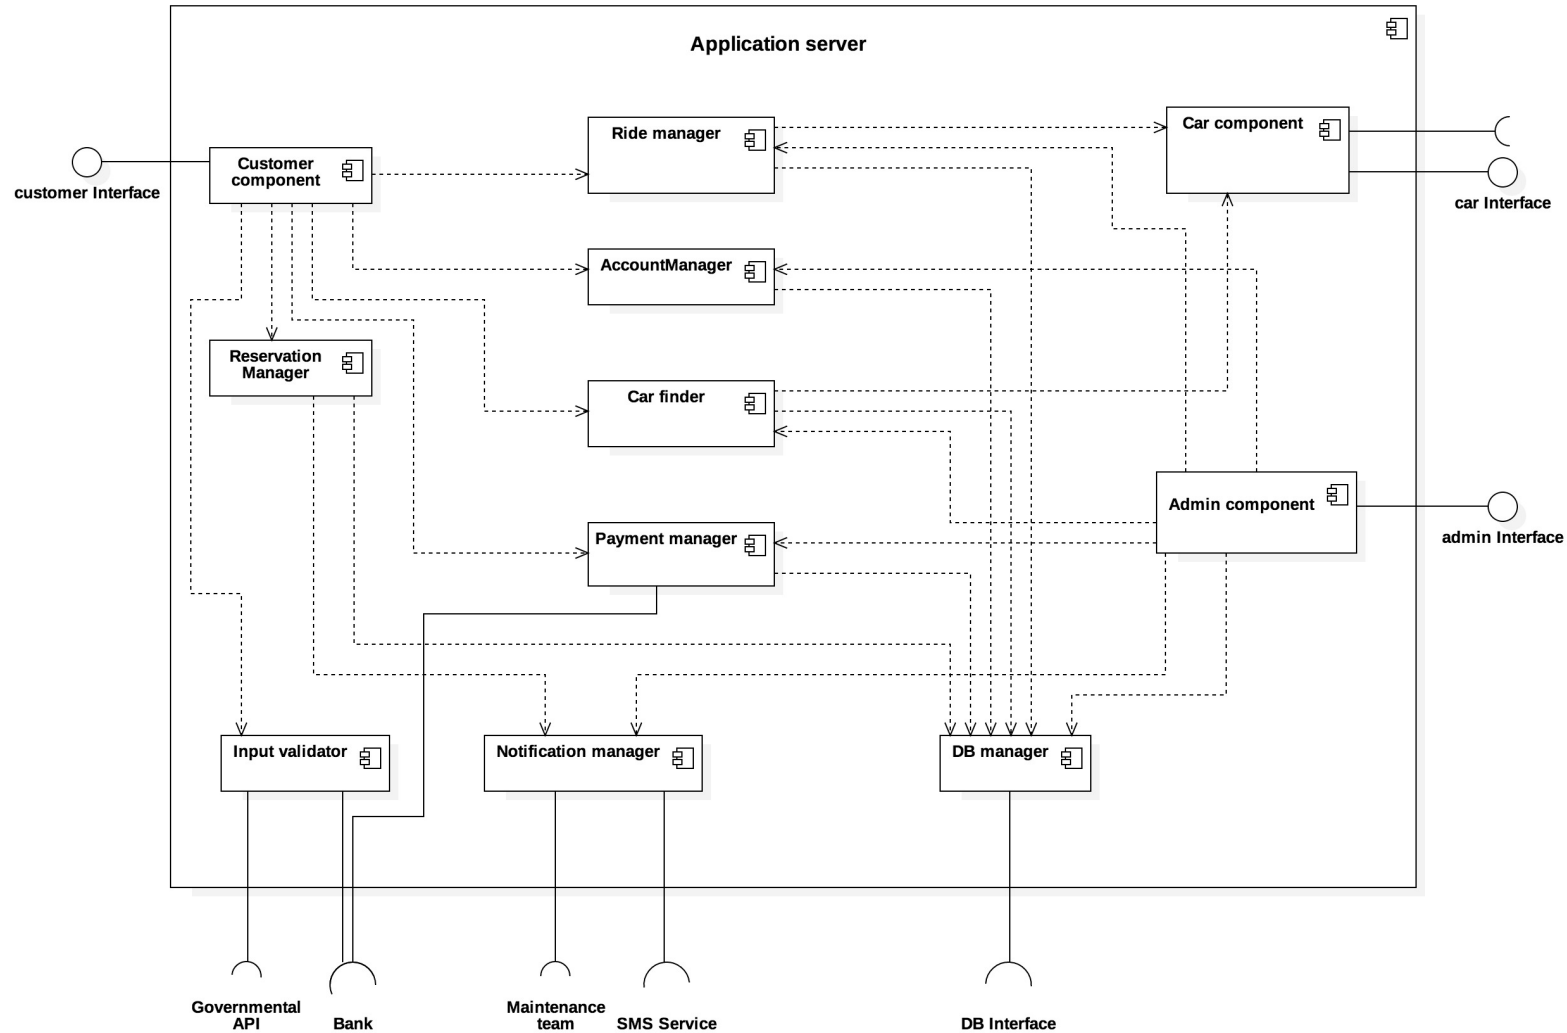 Application server
Ride manager
Car component
Customer
component
customer Interface
car Interface
AccountManager
Reservation
Manager
Car finder
Admin component
Payment manager
admin Interface
Input validator
Notification manager
DB manager
Governmental
API
Bank
Maintenance
team
SMS Service
DB Interface